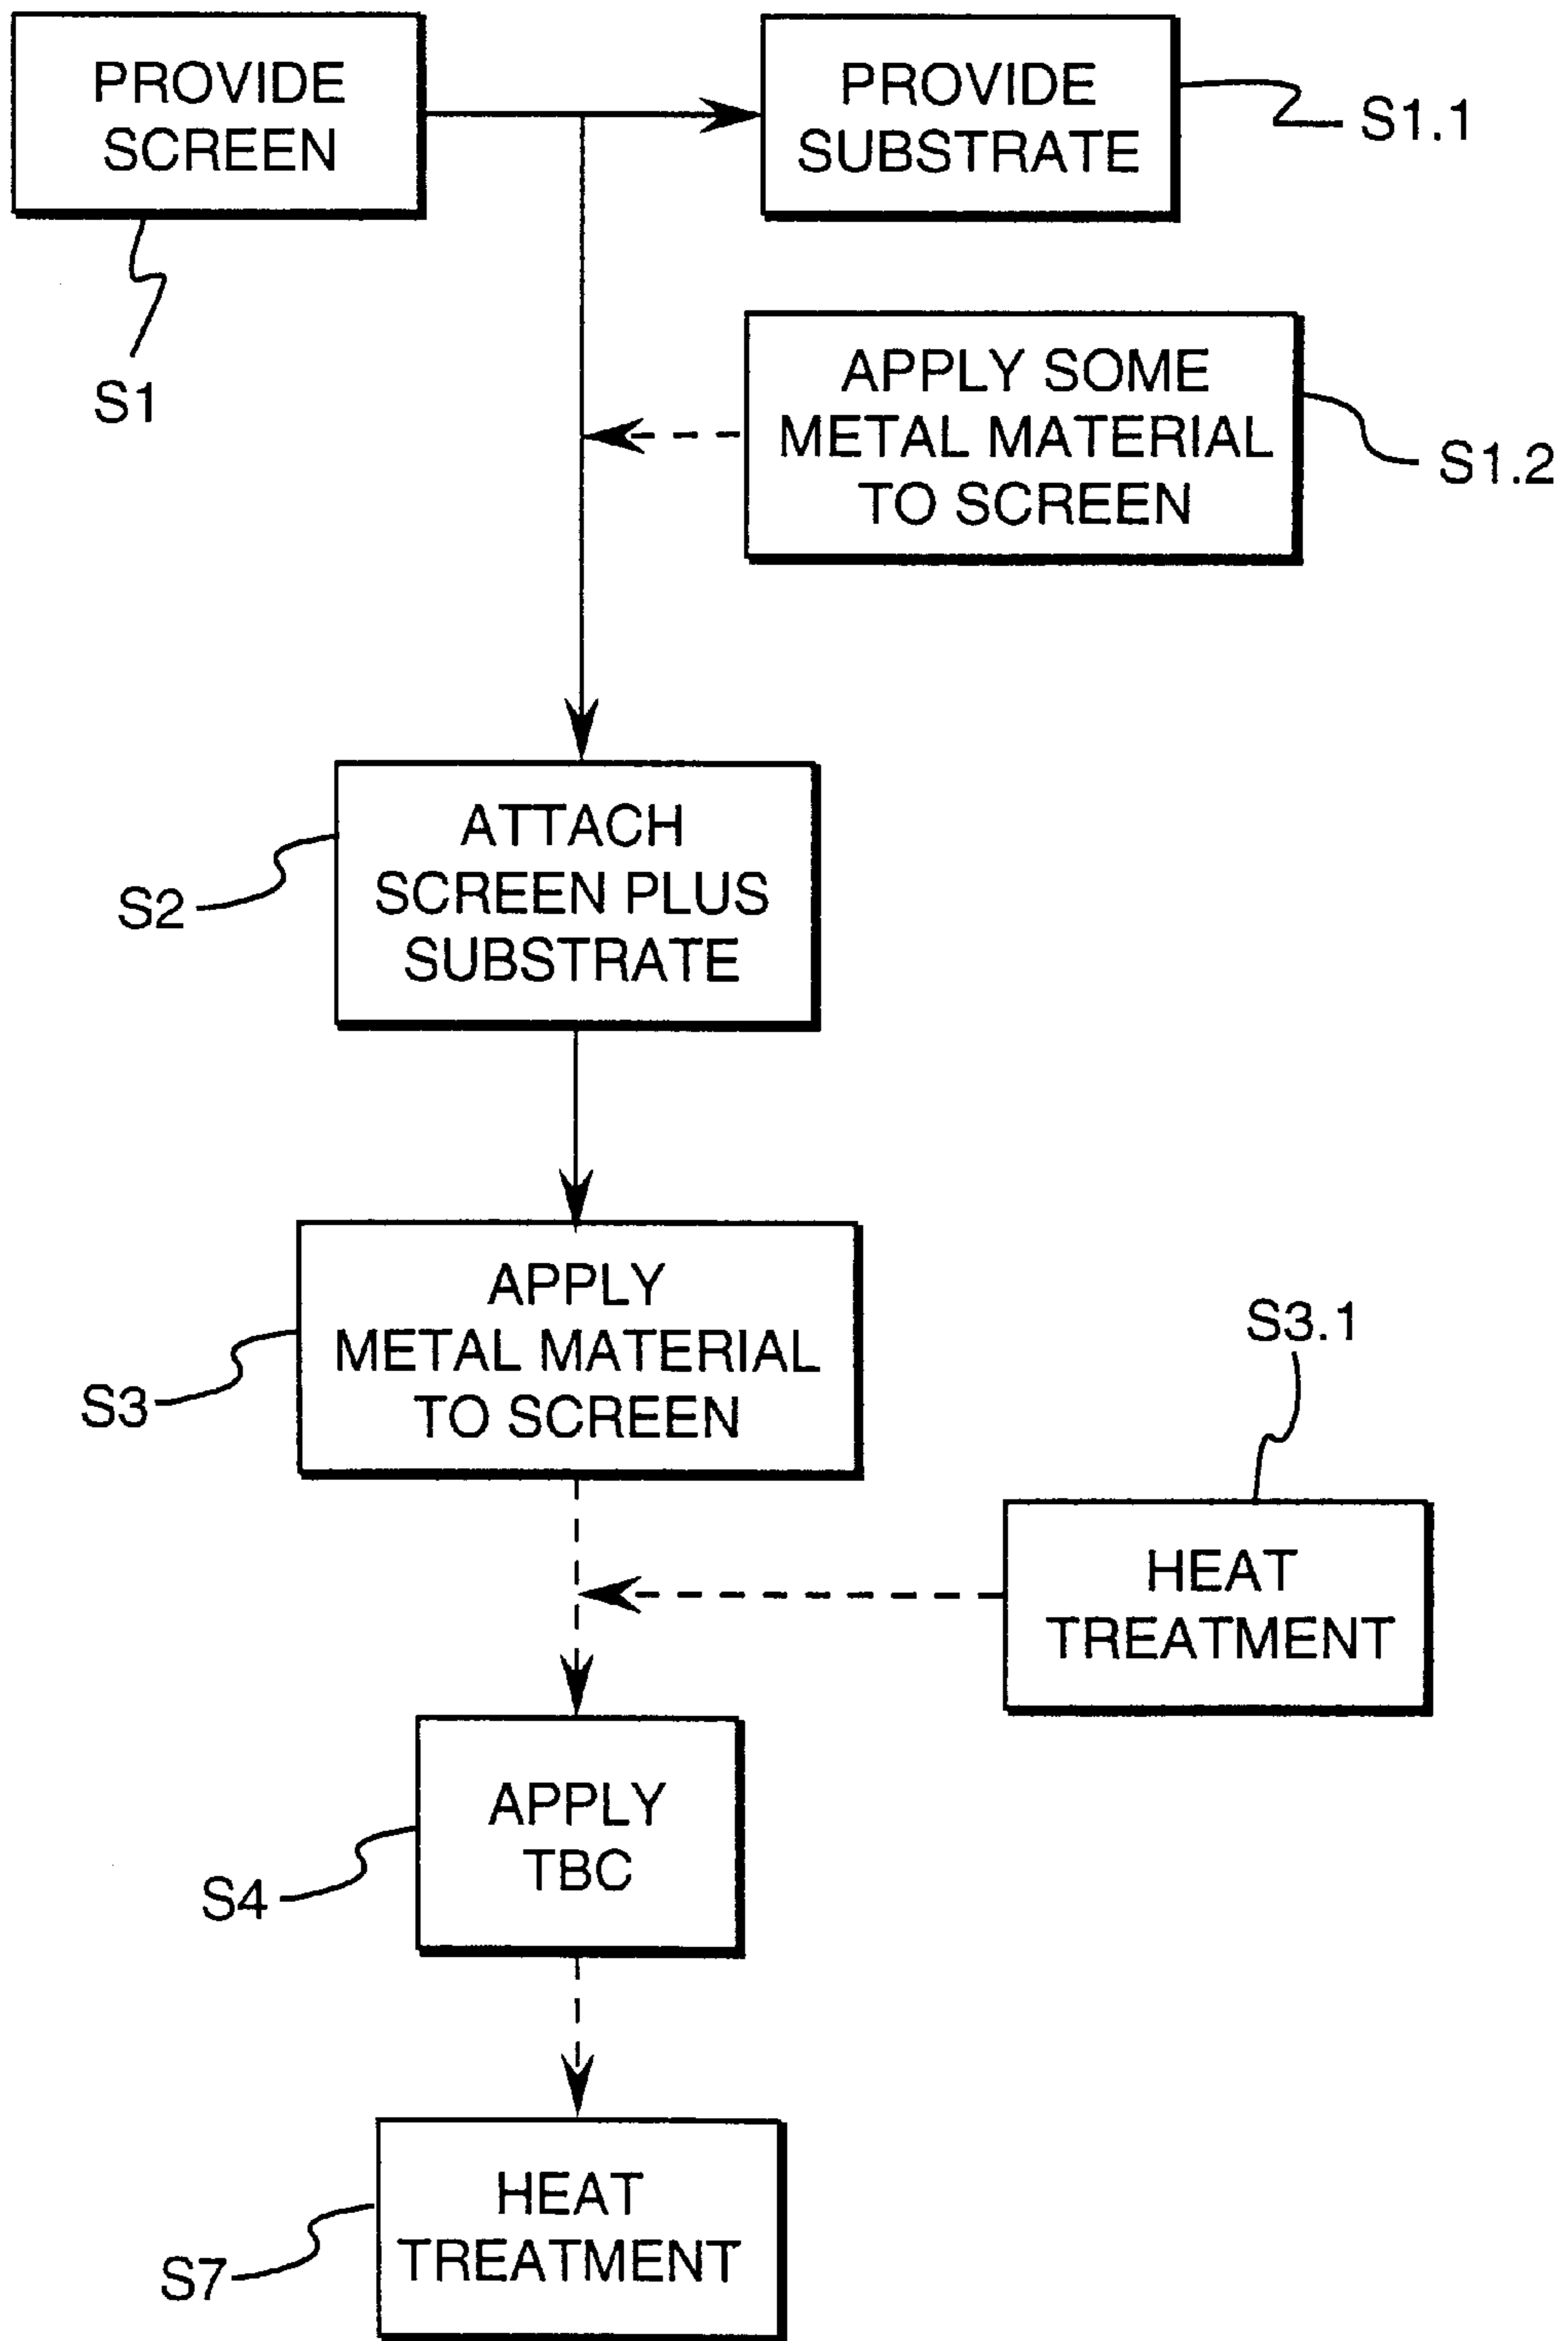 PROVIDE
SCREEN
S1
PROVIDE
SUBSTRATE
S1.1
APPLY SOME
METAL MATERIAL
TO SCREEN
S1.2
ATTACH
SCREEN PLUS
SUBSTRATE
S2
APPLY
METAL MATERIAL
TO SCREEN
S3
S3.1
HEAT
TREATMENT
APPLY
TBC
S4
HEAT
TREATMENT
S7